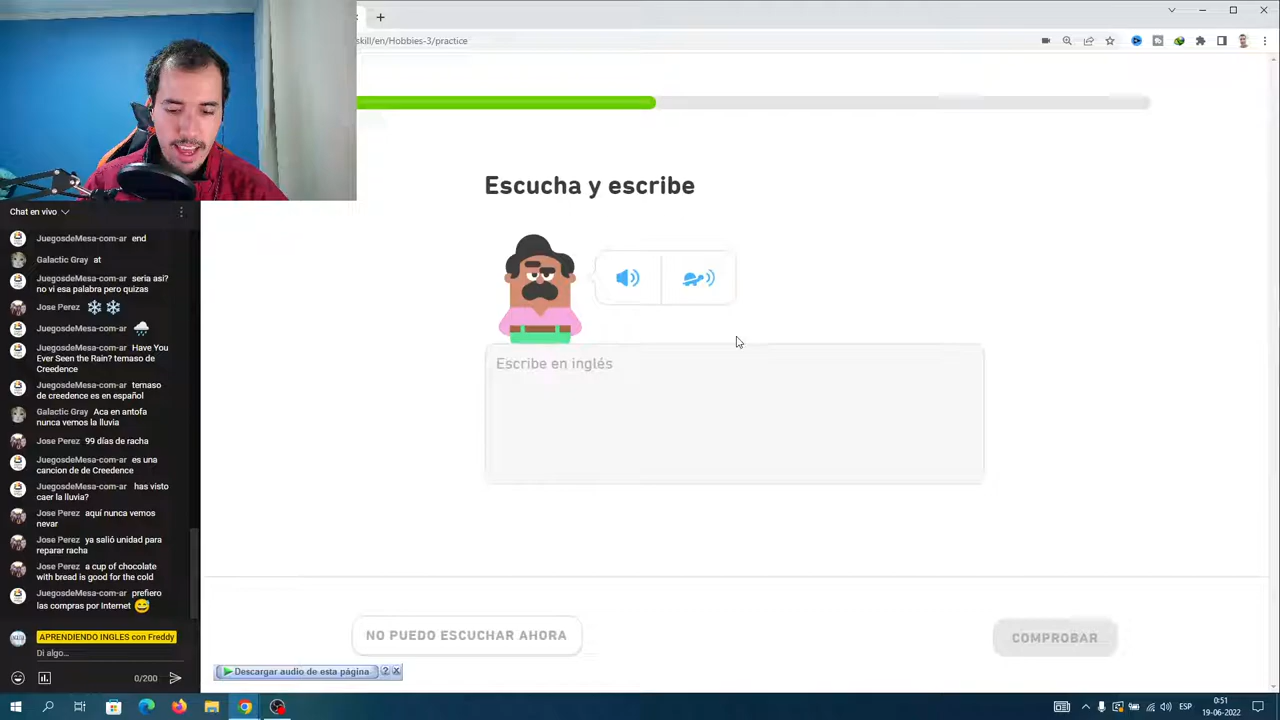 skill/en/Hobbies-3/practice
Escucha y escribe
Escribe en inglés
NO PUEDO ESCUCHAR AHORA
COMPROBAR
Descargar audio de esta página
Chat en vivo
JuegosdeMesa-com-ar end
Galactic Gray at
JuegosdeMesa-com-ar seria asi?
no vi esa palabra pero quizas
Jose Perez ❄️ ❄️
JuegosdeMesa-com-ar 🌧️
JuegosdeMesa-com-ar Have You
Ever Seen the Rain? temaso de
Creedence
JuegosdeMesa-com-ar temaso
de creedence es en español
Galactic Gray Aca en antofa
nunca vemos la lluvia
Jose Perez 99 días de racha
JuegosdeMesa-com-ar es una
cancion de de Creedence
JuegosdeMesa-com-ar has visto
caer la lluvia?
Jose Perez aquí nunca vemos
nevar
Jose Perez ya salió unidad para
reparar racha
Jose Perez a cup of chocolate
with bread is good for the cold
JuegosdeMesa-com-ar prefiero
las compras por Internet 😅
APRENDIENDO INGLES con Freddy
Di algo...
0/200
ESP
0:51
19-06-2022